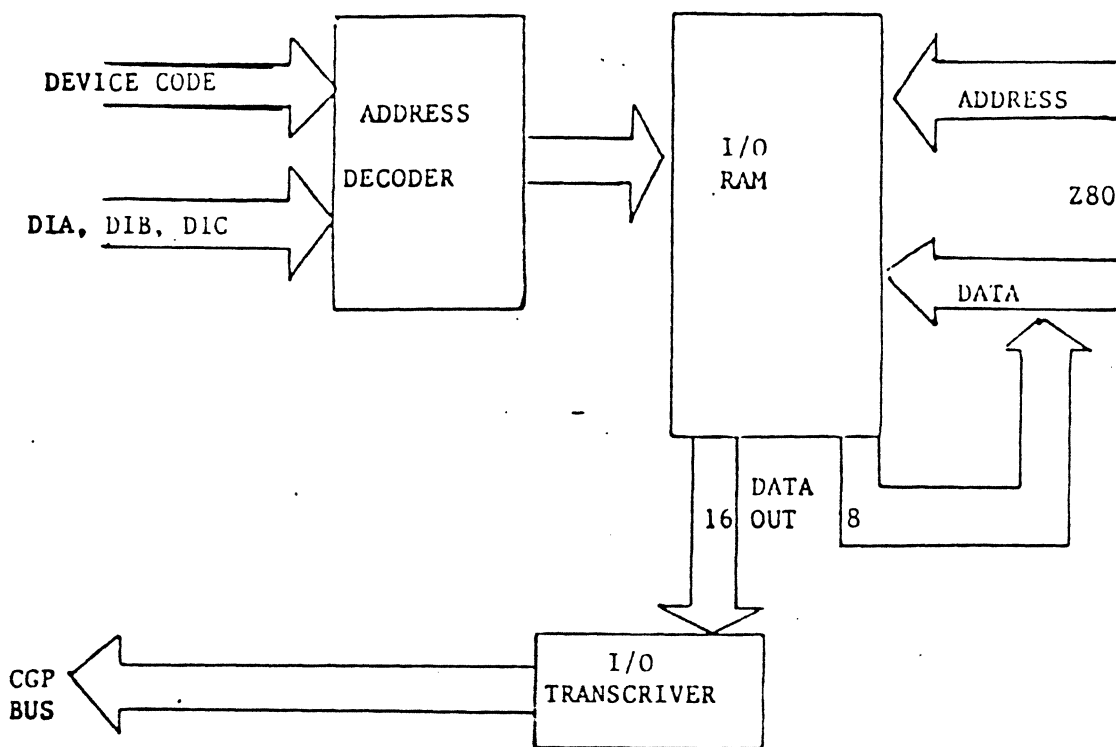 DEVICE CODE
ADDRESS
DECODER
DIA, DIB, DIC
I/O
RAM
ADDRESS
Z80
DATA
DATA
OUT
16
8
I/O
TRANSCRIVER
CGP
BUS